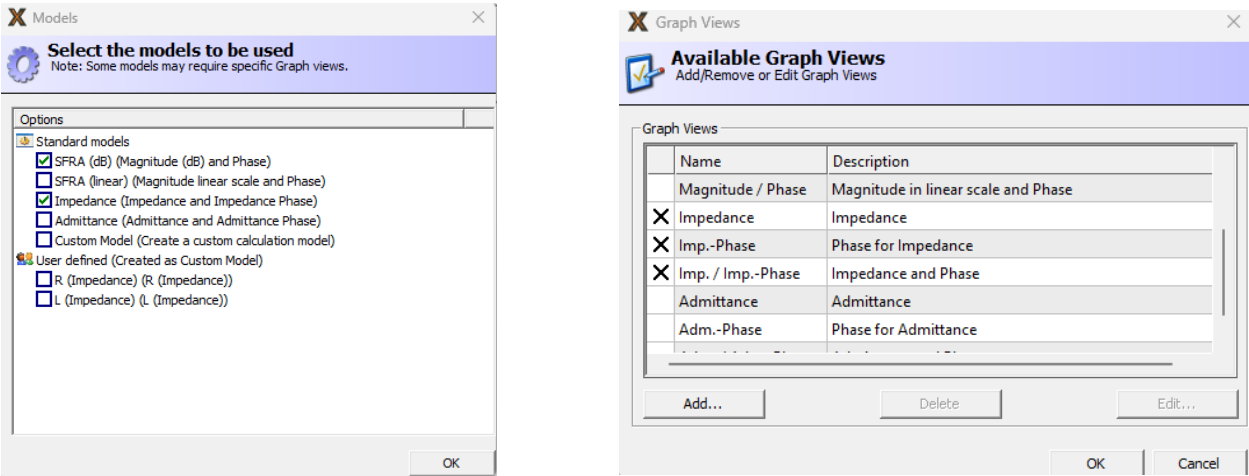 Models
Select the models to be used
Note: Some models may require specific Graph views.
Options
Standard models
SFRA (dB) (Magnitude (dB) and Phase)
SFRA (linear) (Magnitude linear scale and Phase)
Impedance (Impedance and Impedance Phase)
Admittance (Admittance and Admittance Phase)
Custom Model (Create a custom calculation model)
User defined (Created as Custom Model)
R (Impedance) (R (Impedance))
L (Impedance) (L (Impedance))
OK
Graph Views
Available Graph Views
Add/Remove or Edit Graph Views
Graph Views
Name Description
Magnitude / Phase Magnitude in linear scale and Phase
Impedance Impedance
Imp.-Phase Phase for Impedance
Imp. / Imp.-Phase Impedance and Phase
Admittance Admittance
Adm.-Phase Phase for Admittance
Add... Delete Edit...
OK Cancel